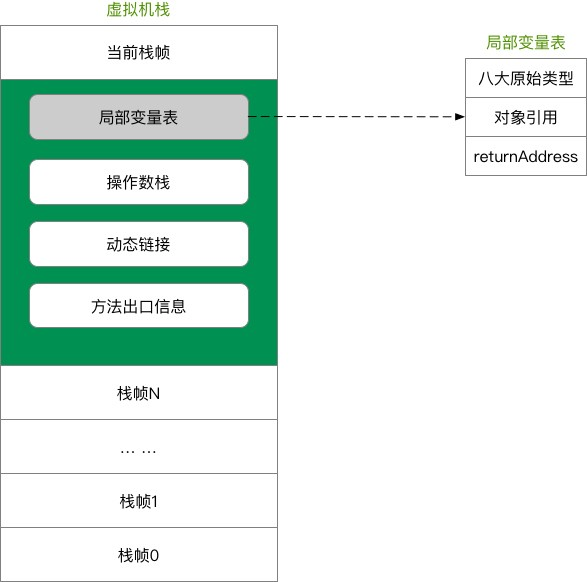 虚拟机栈
当前栈帧
局部变量表
操作数栈
动态链接
方法出口信息
栈帧N
... ...
栈帧1
栈帧0
局部变量表
八大原始类型
对象引用
returnAddress